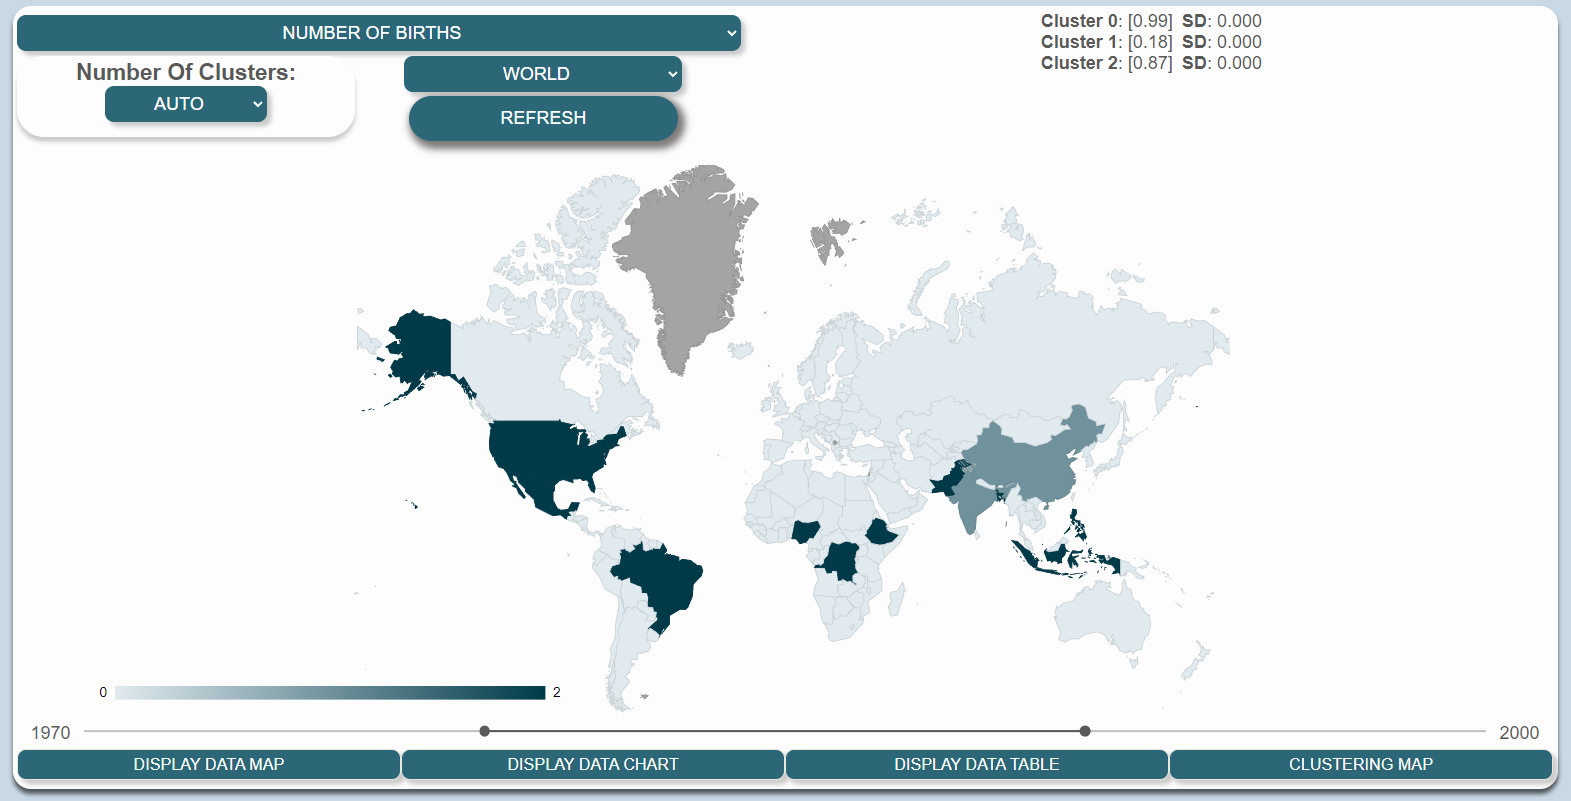 NUMBER OF BIRTHS
Number Of Clusters:
AUTO
WORLD
REFRESH
Cluster 0: [0.99] SD: 0.000
Cluster 1: [0.18] SD: 0.000
Cluster 2: [0.87] SD: 0.000
0 2
1970 2000
DISPLAY DATA MAP DISPLAY DATA CHART DISPLAY DATA TABLE CLUSTERING MAP